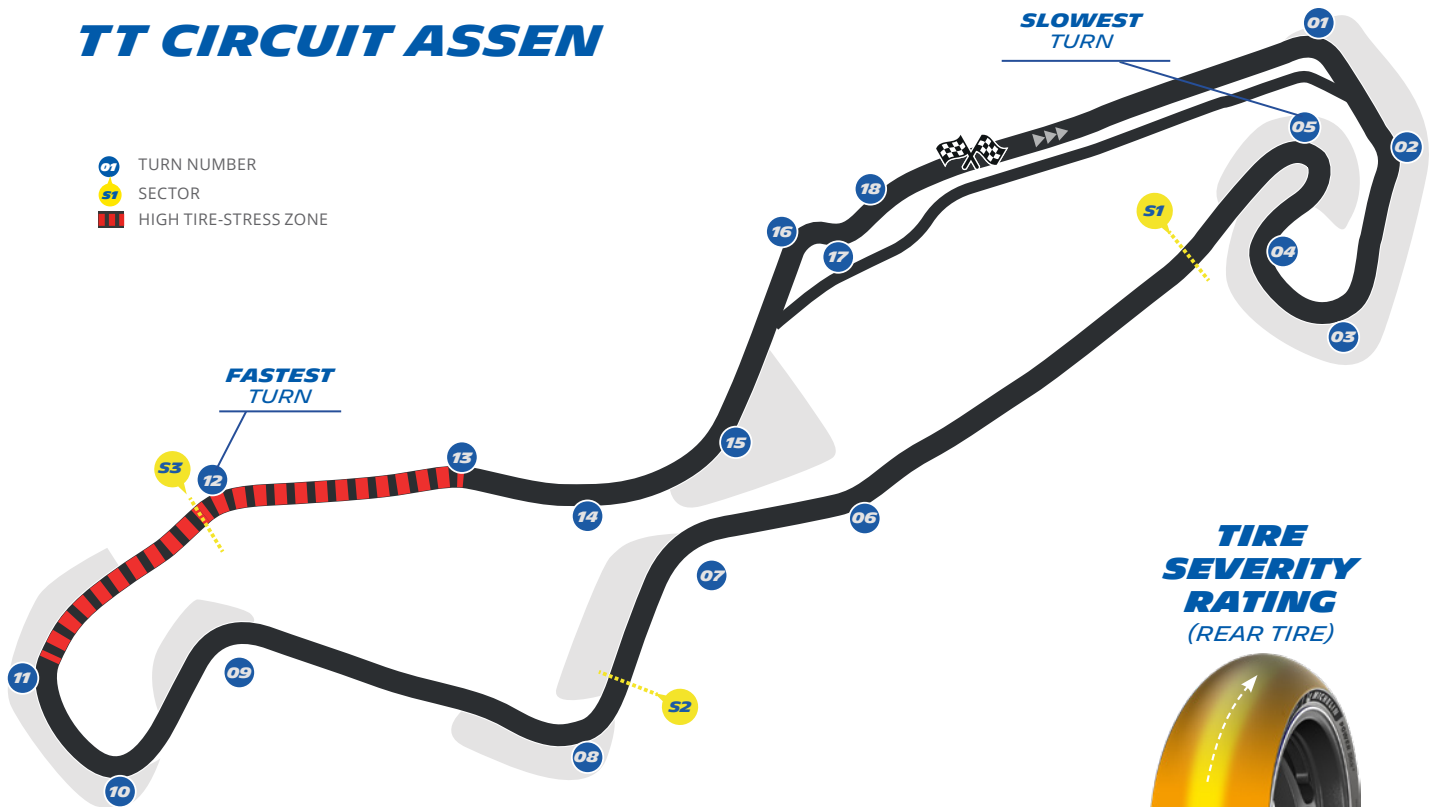 TT CIRCUIT ASSEN
01 TURN NUMBER
S1 SECTOR
HIGH TIRE-STRESS ZONE
SLOWEST
TURN
01
02
03
04
05
S1
06
07
S2
08
09
10
11
S3
FASTEST
TURN
12
13
14
15
16
17
18
TIRE
SEVERITY
RATING
(REAR TIRE)
MICHELIN